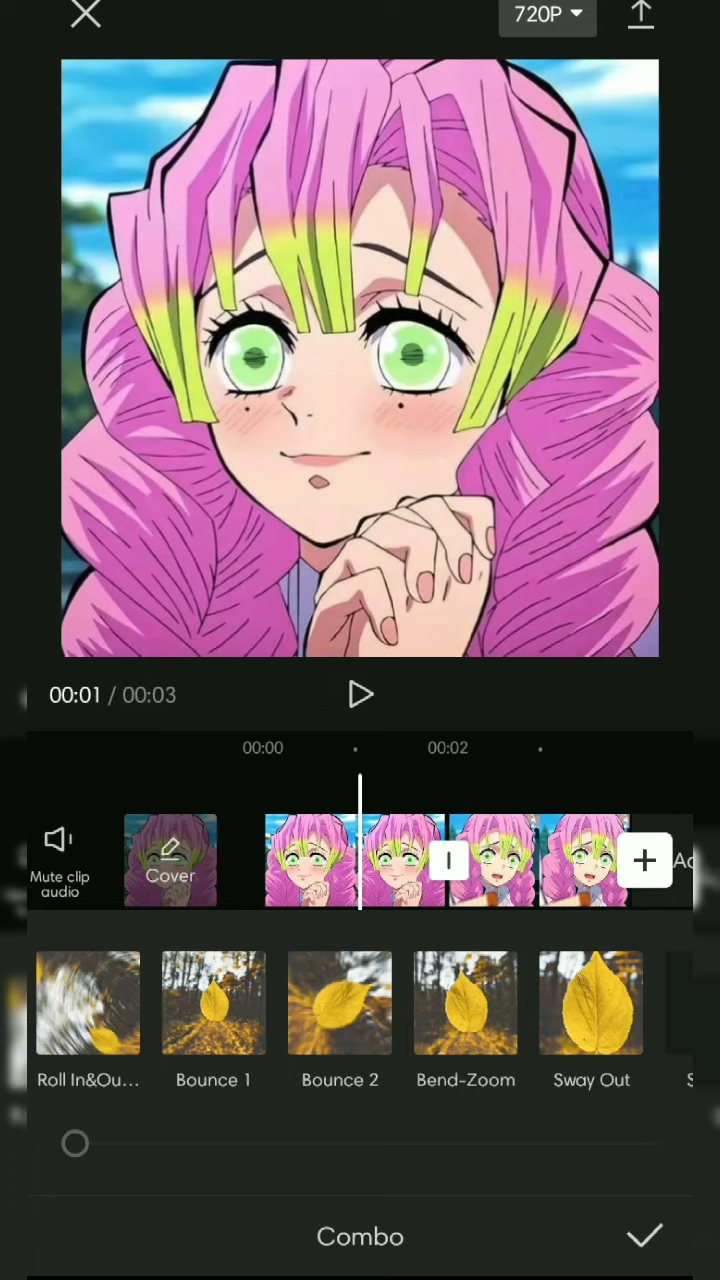 720P
00:01 / 00:03
00:00
00:02
Mute clip
audio
Cover
Roll In&Ou...
Bounce 1
Bounce 2
Bend-Zoom
Sway Out
Combo